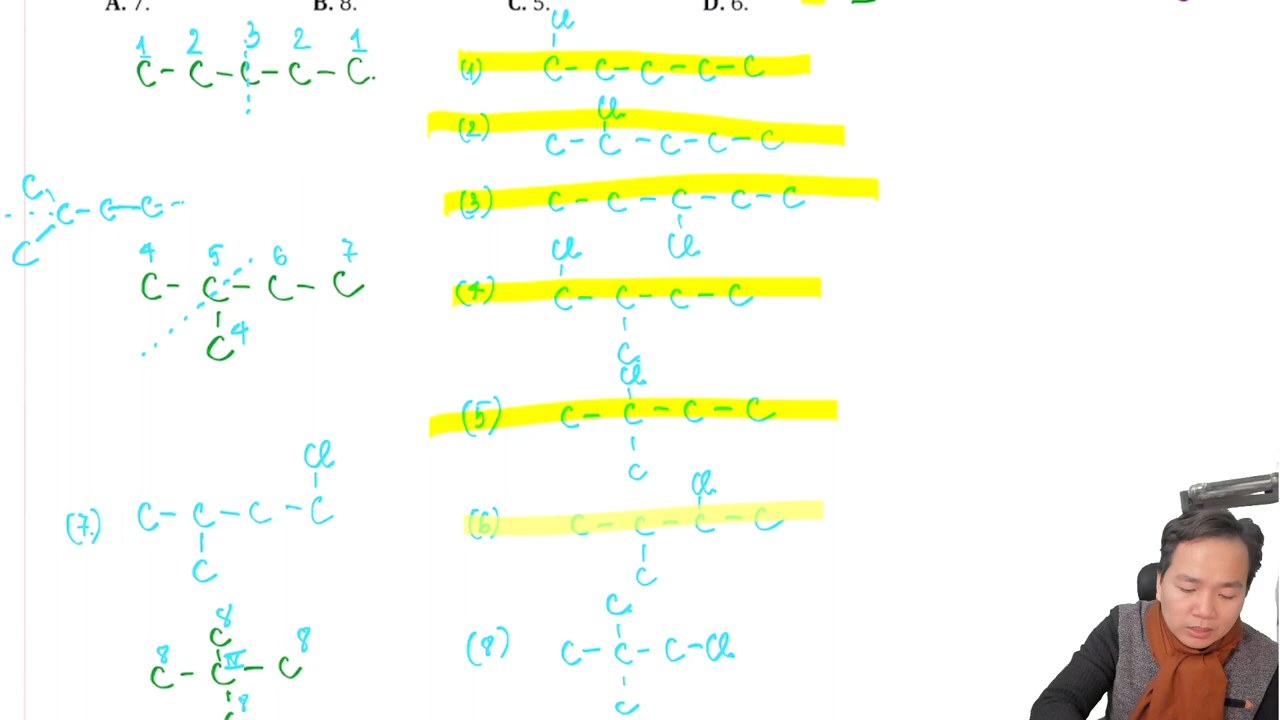 A. 7. B. 8. C. 5. D. 6.
1 2 3 2 1
C - C - C - C - C.
Cl
(1) C - C - C - C - C
Cl
(2) C - C - C - C - C
(3) C - C - C - C - C
Cl
C
C - C - C
C
4 5 6 7
C - C - C - C
C 4
Cl
(4) C - C - C - C
C
Cl
(5) C - C - C - C
C
Cl
(7) C - C - C - C
C
Cl
(6) C - C - C - C
C
8
C
8 IV 8
C - C - C
8
C
C
(8) C - C - C - Cl
C